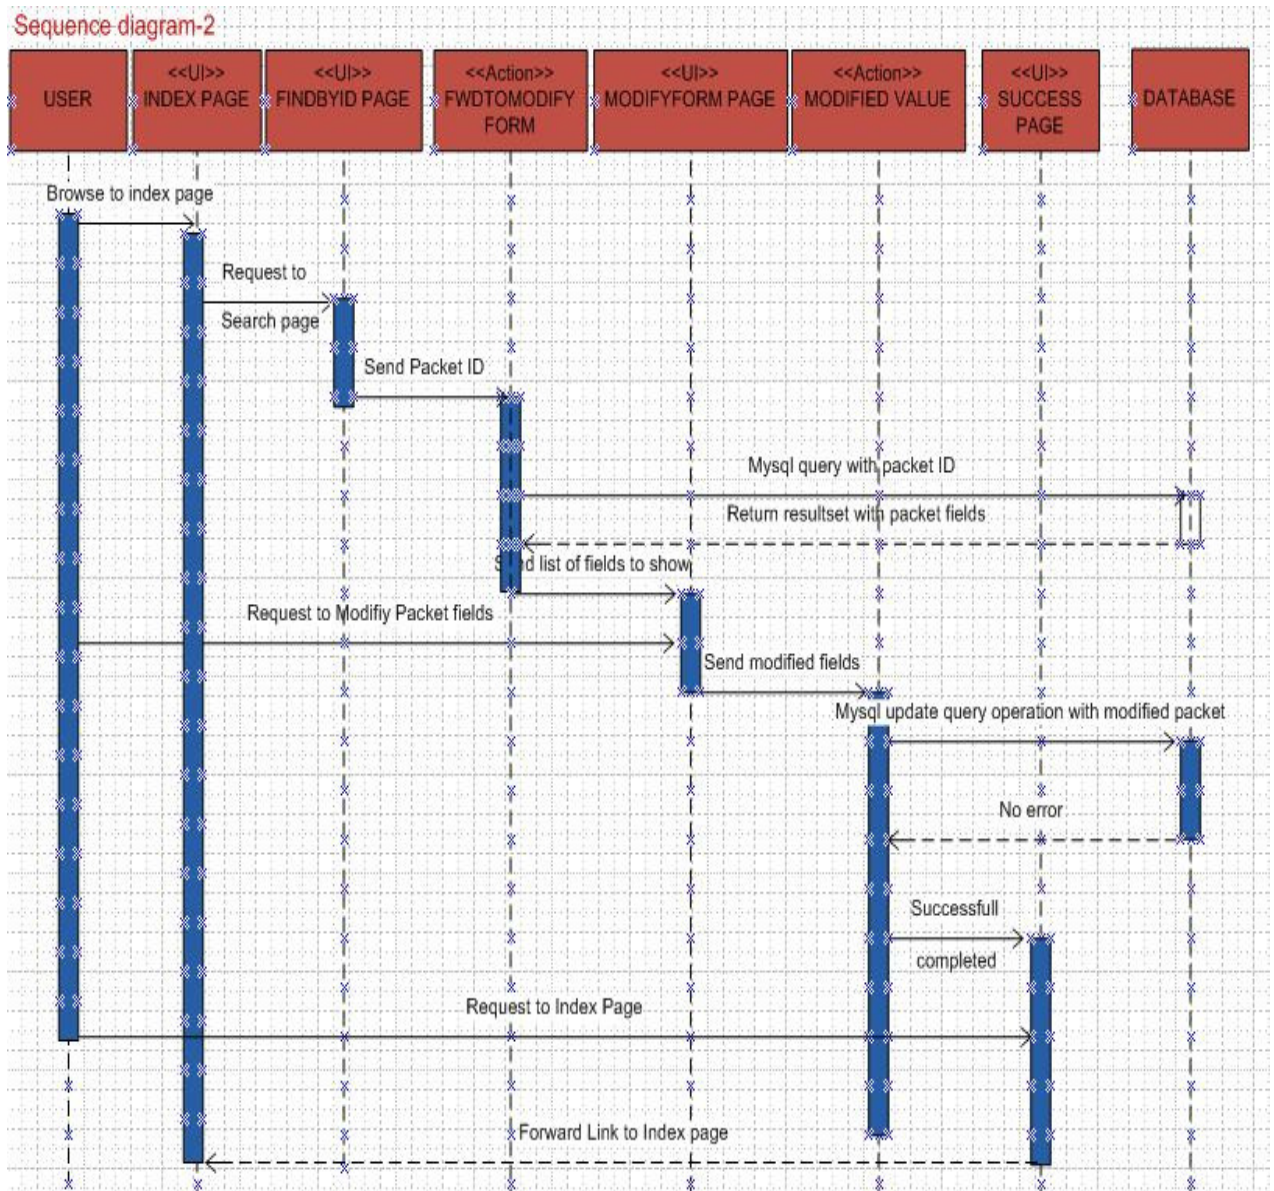 Sequence diagram-2
USER
<<UI>>
INDEX PAGE
<<UI>>
FINDBYID PAGE
<<Action>>
FWDTOMODIFY
FORM
<<UI>>
MODIFYFORM PAGE
<<Action>>
MODIFIED VALUE
<<UI>>
SUCCESS
PAGE
DATABASE
Browse to index page
Request to
Search page
Send Packet ID
Mysql query with packet ID
Return resultset with packet fields
list of fields to show
Request to Modifiy Packet fields
Send modified fields
Mysql update query operation with modified packet
No error
Successfull
completed
Request to Index Page
Forward Link to Index page